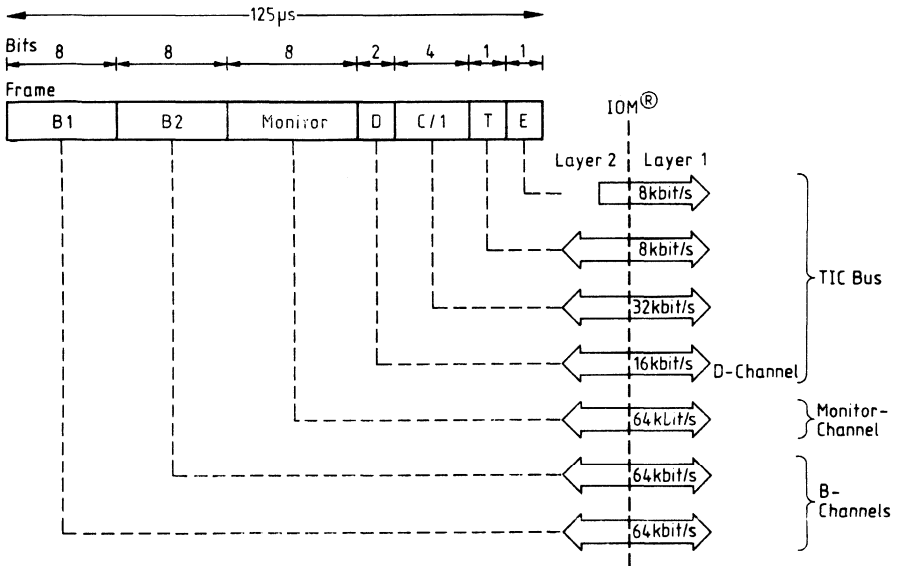 125µs
Bits 8 8 8 2 4 1 1
Frame
B1 B2 Monitor D C/1 T E
IOM®
Layer 2 Layer 1
8kbit/s
8kbit/s
TIC Bus
32kbit/s
16kbit/s D-Channel
64kbit/s
Monitor-
Channel
64kbit/s
B-
Channels
64kbit/s